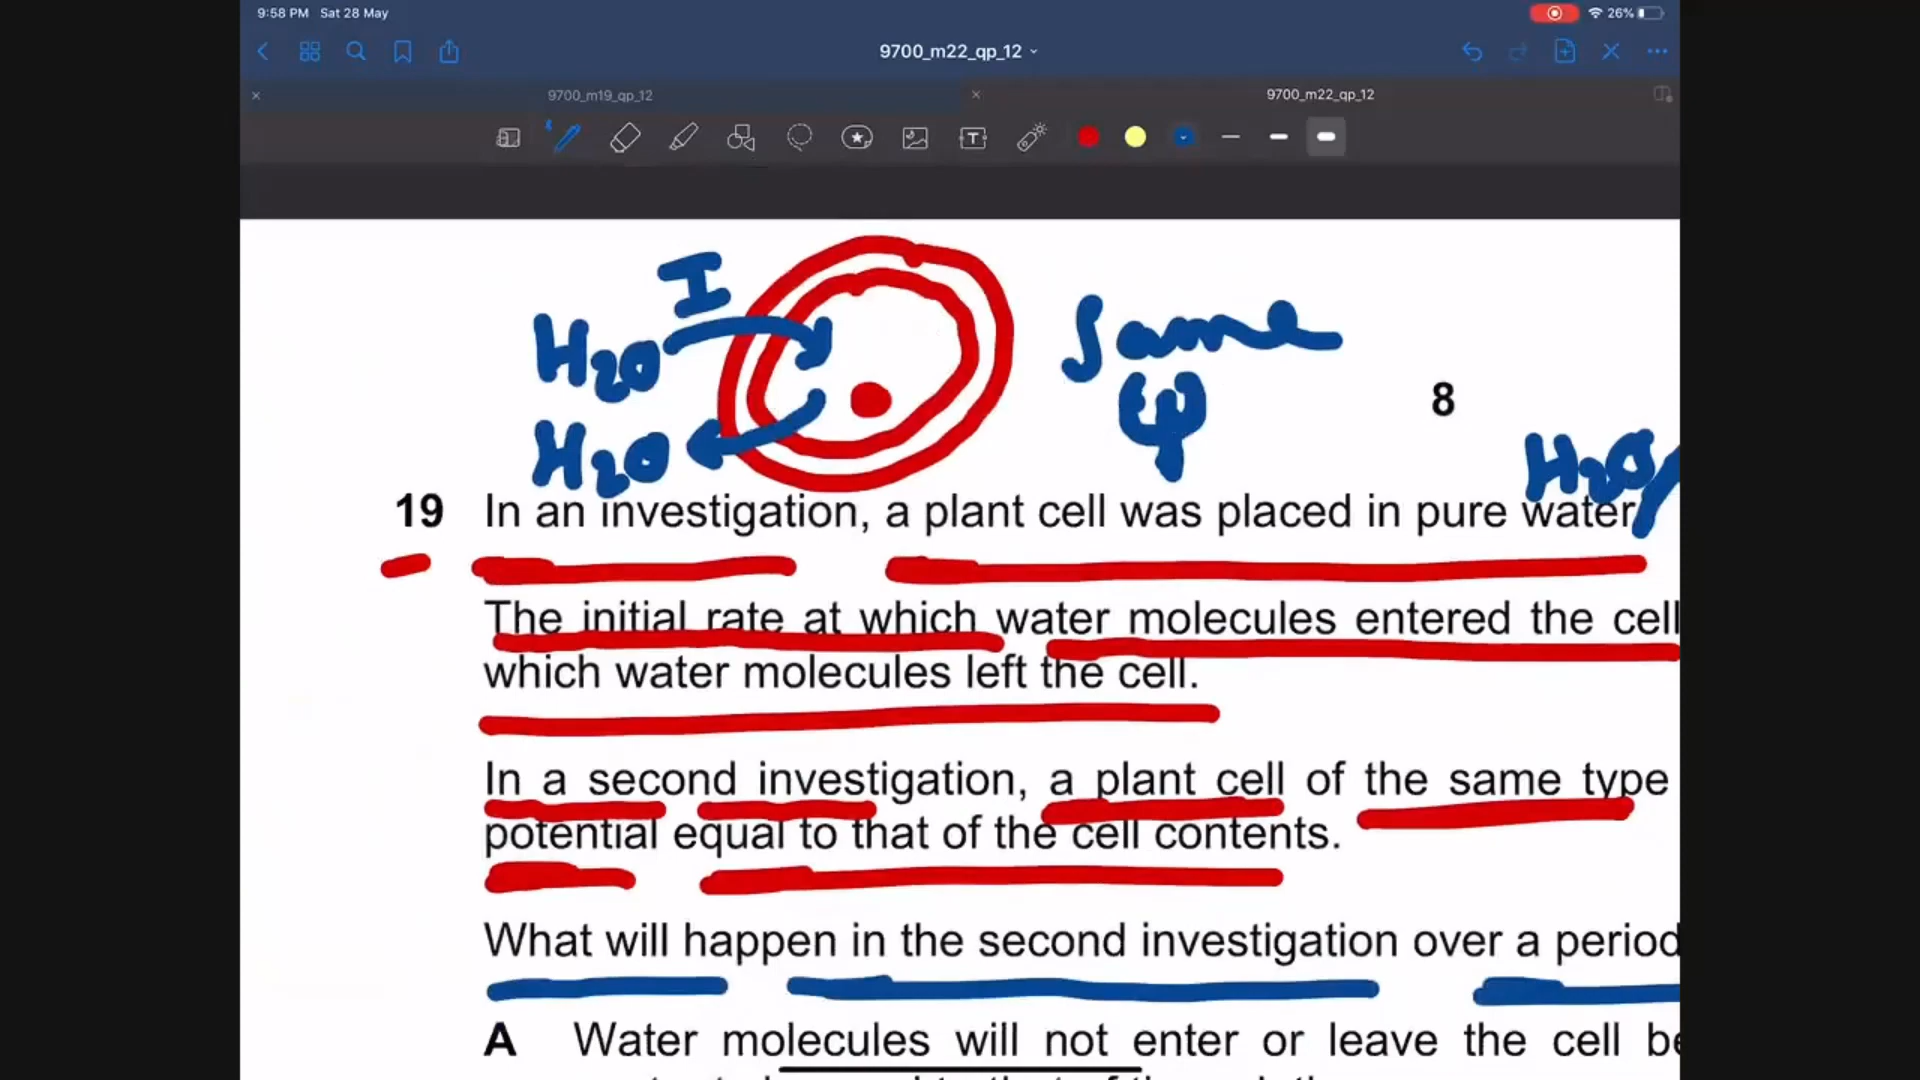 9:58 PM Sat 28 May
26%
9700_m22_qp_12
9700_m19_qp_12
9700_m22_qp_12
T
I
H2O
H2O
Same
Ψ
8
H2O
19 In an investigation, a plant cell was placed in pure water
The initial rate at which water molecules entered the cell
which water molecules left the cell.
In a second investigation, a plant cell of the same type
potential equal to that of the cell contents.
What will happen in the second investigation over a period
A Water molecules will not enter or leave the cell